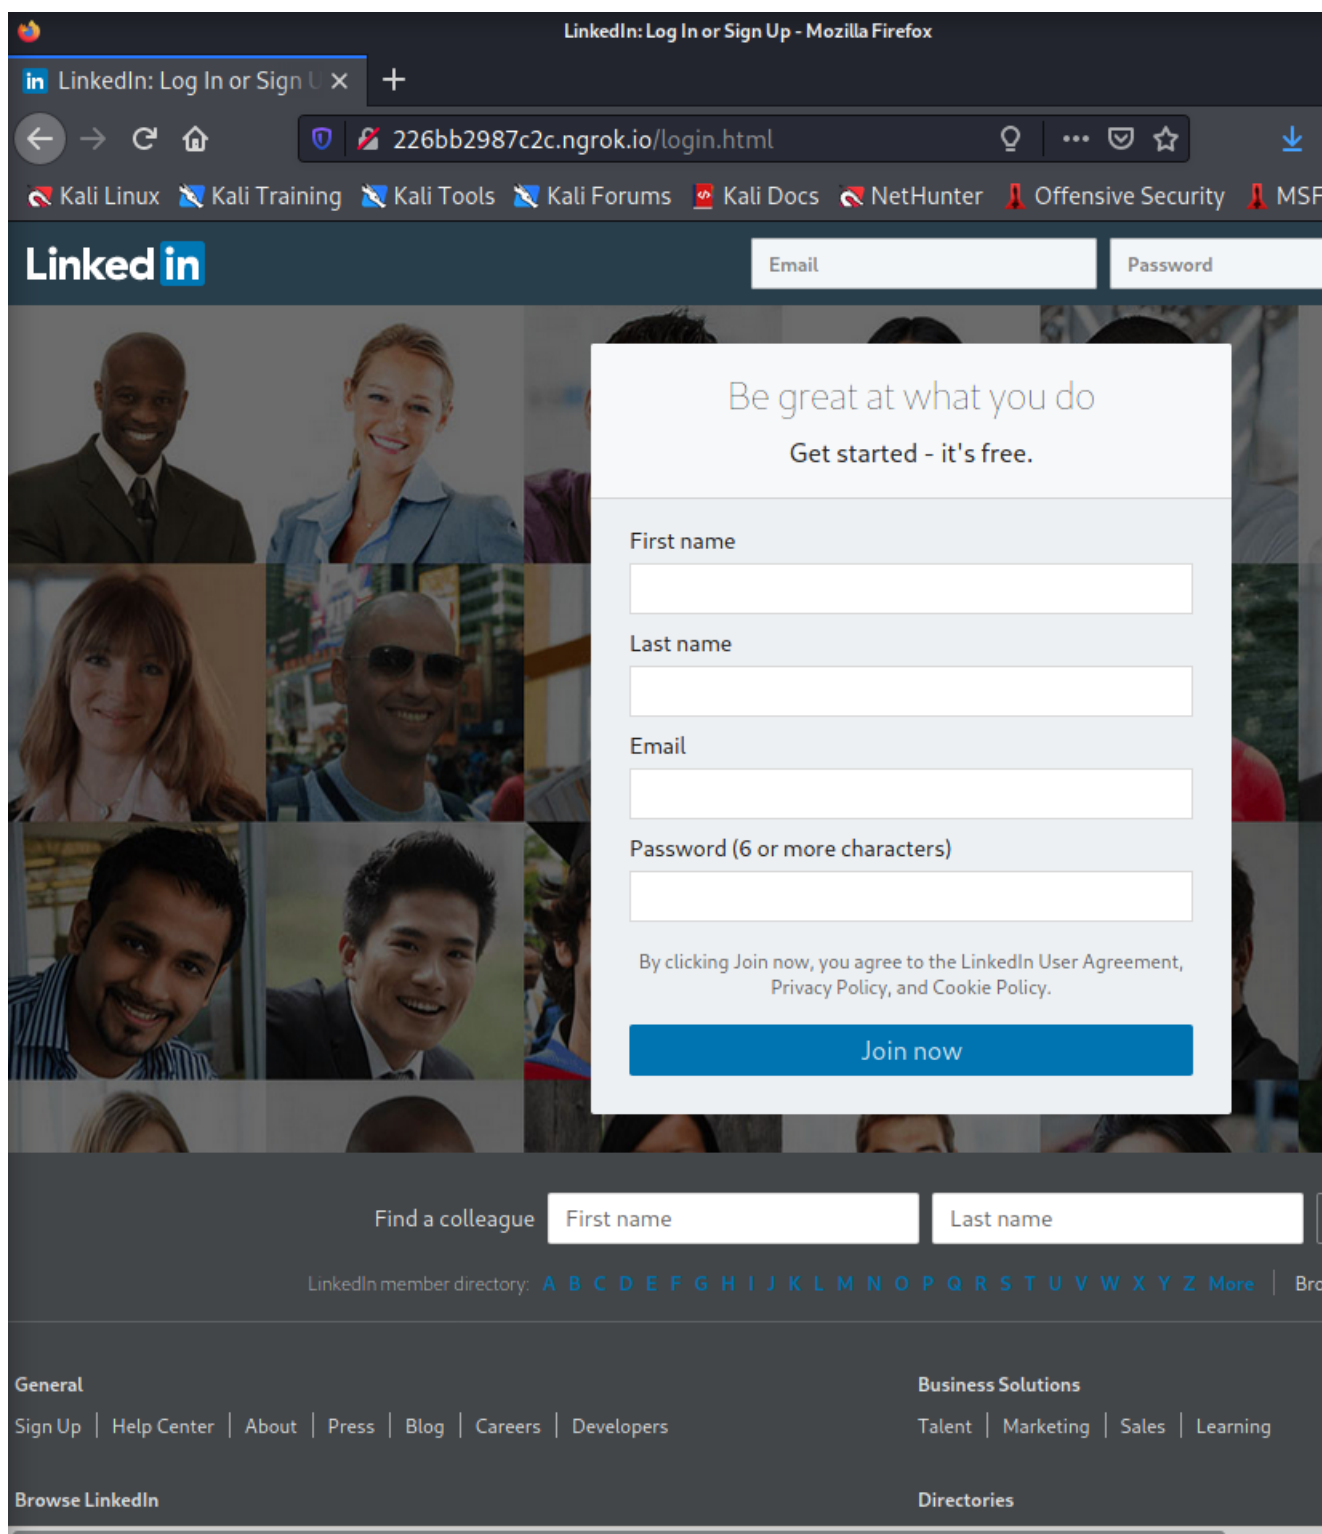 LinkedIn: Log In or Sign Up - Mozilla Firefox
in LinkedIn: Log In or Sign U
226bb2987c2c.ngrok.io/login.html
Kali Linux Kali Training Kali Tools Kali Forums Kali Docs NetHunter Offensive Security MSF
Linked in Email Password
Be great at what you do
Get started - it's free.
First name
Last name
Email
Password (6 or more characters)
By clicking Join now, you agree to the LinkedIn User Agreement,
Privacy Policy, and Cookie Policy.
Join now
Find a colleague First name Last name
LinkedIn member directory: A B C D E F G H I J K L M N O P Q R S T U V W X Y Z More Bro
General Business Solutions
Sign Up Help Center About Press Blog Careers Developers Talent Marketing Sales Learning
Browse LinkedIn Directories